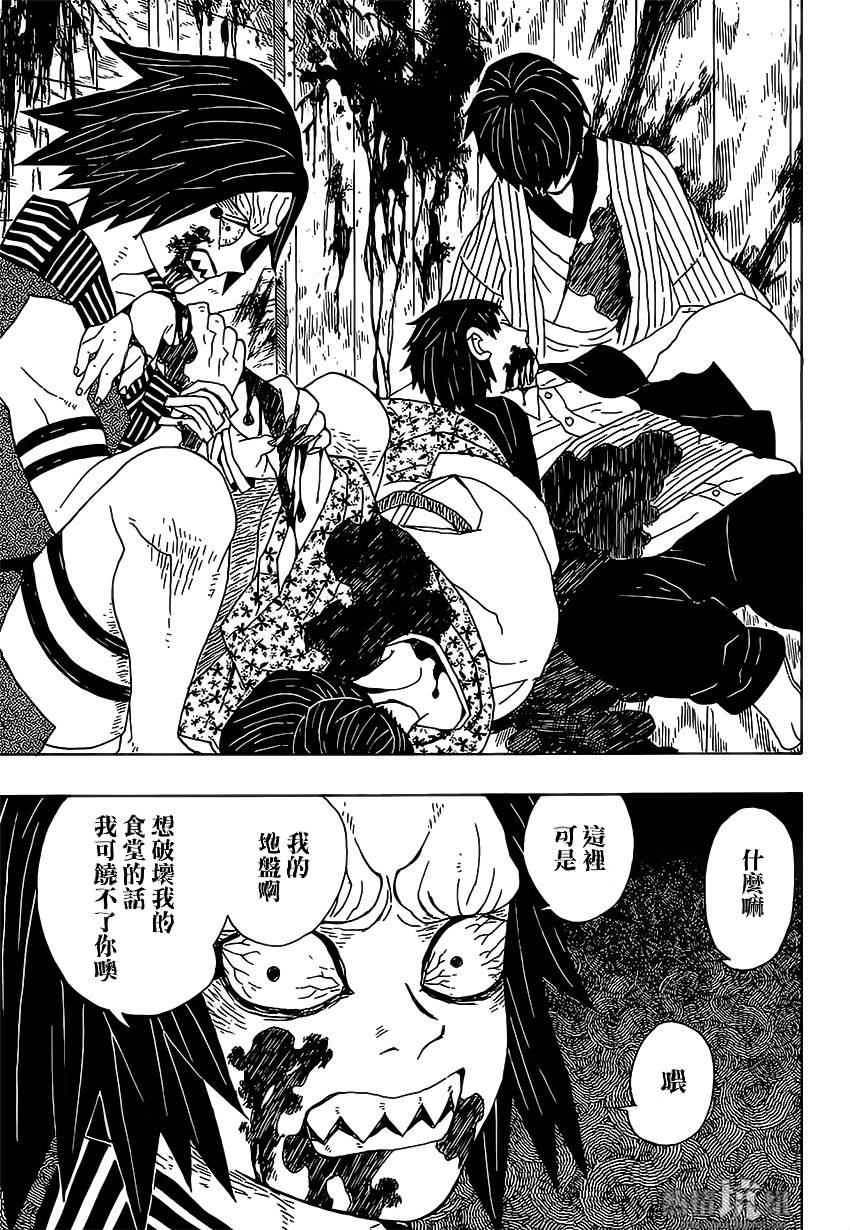 什麼嘛
喂
這裡
可是
我的
地盤啊
想破壞我的
食堂的話
我可饒不了你噢